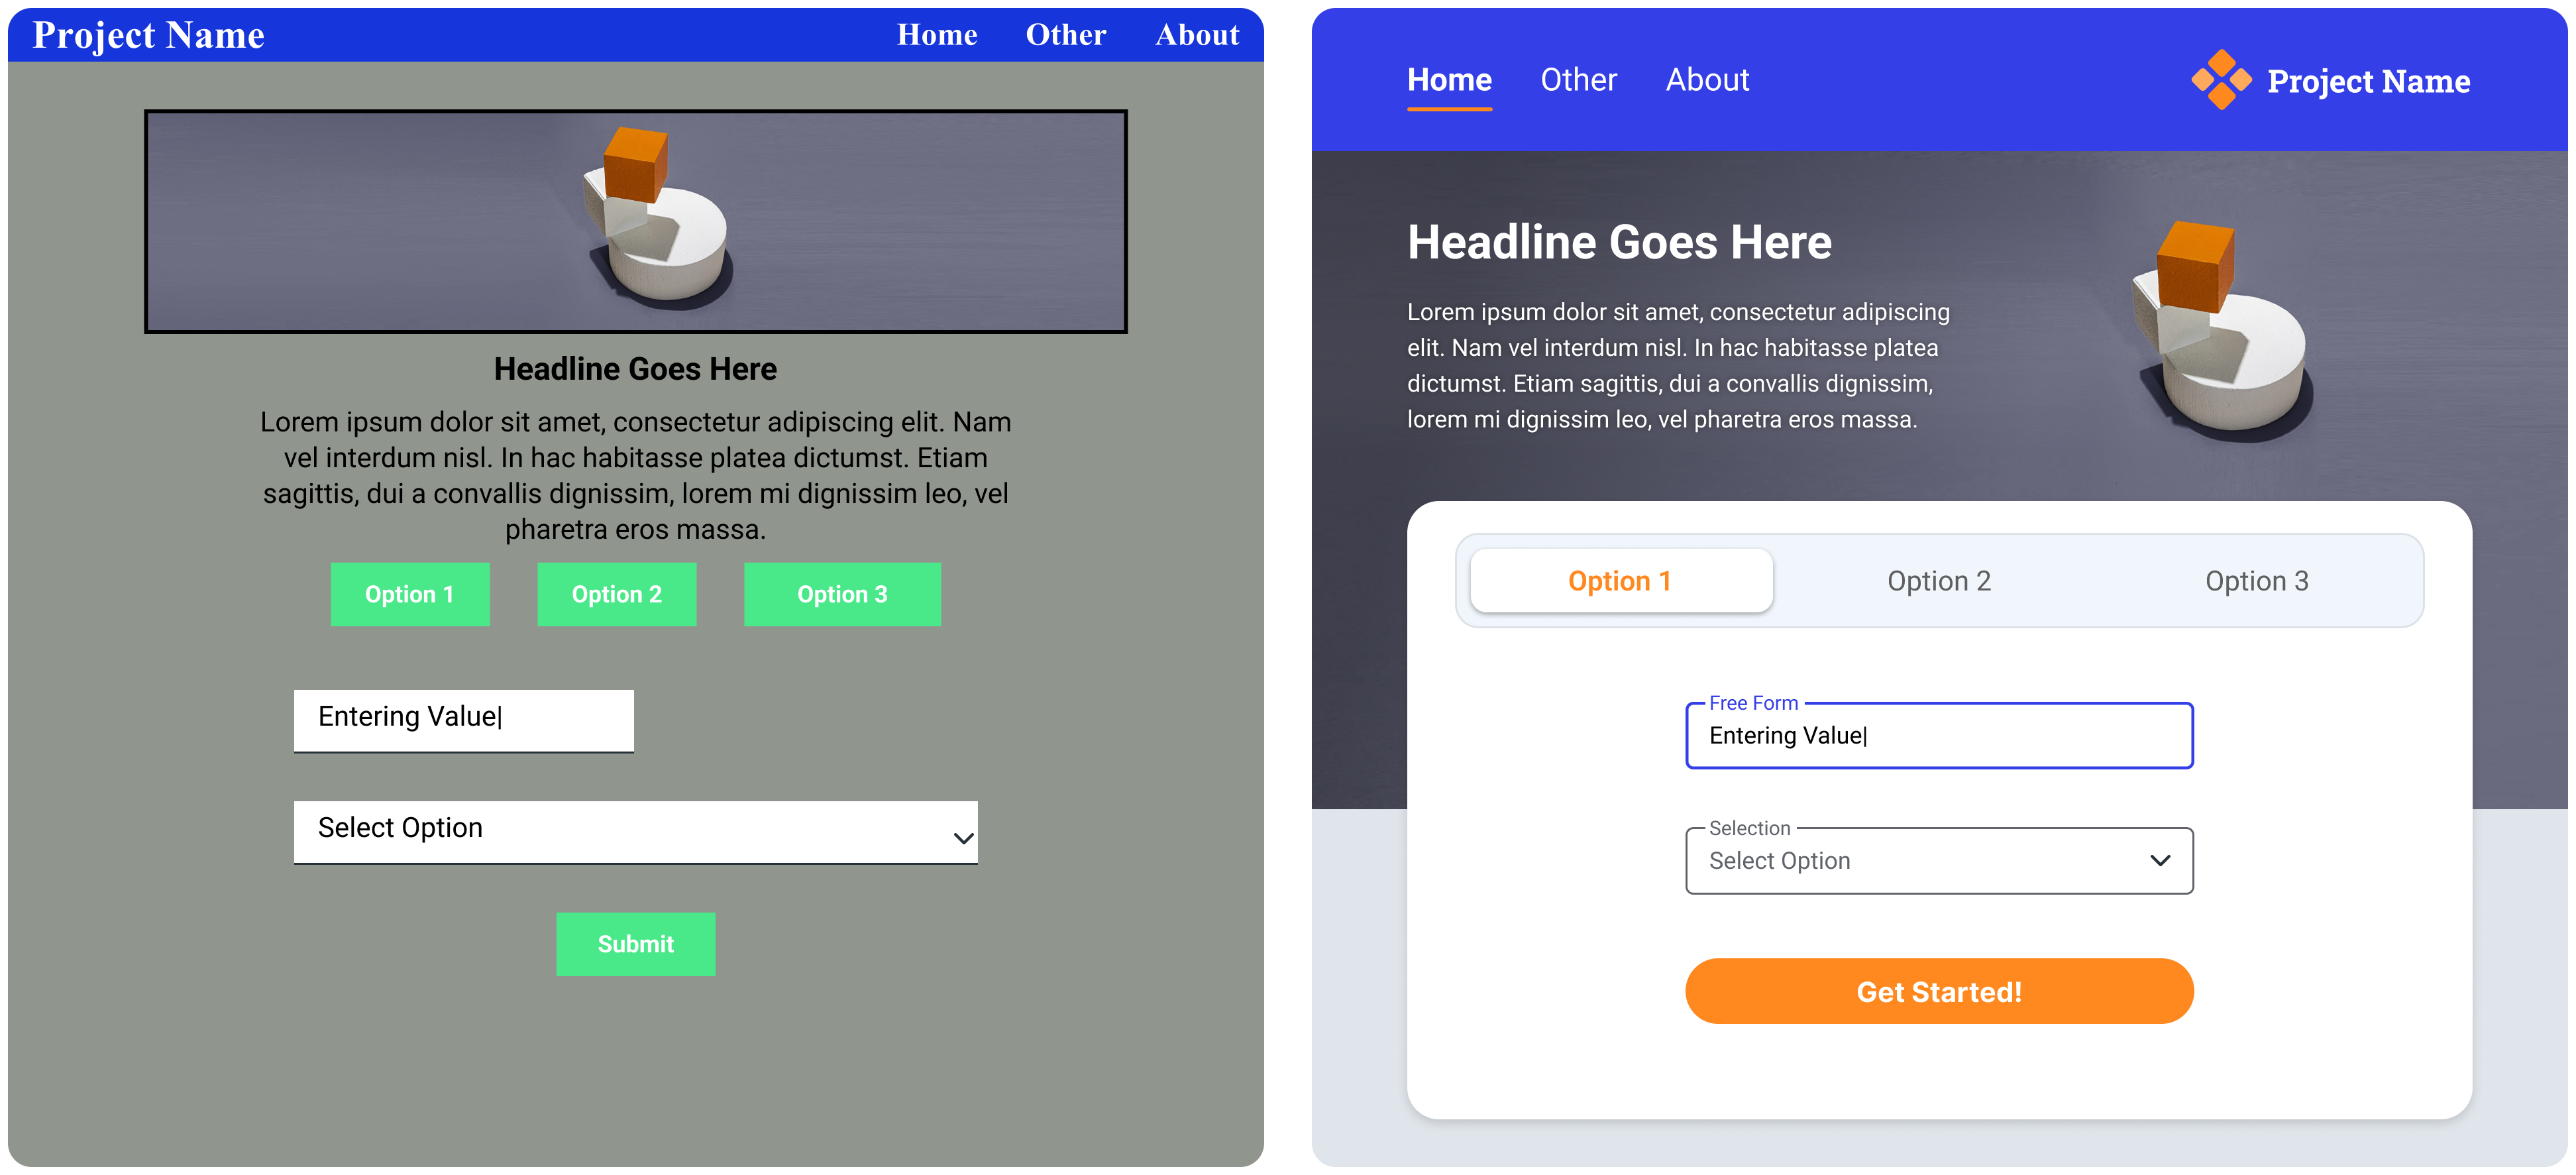 Project Name
Home Other About
Headline Goes Here
Lorem ipsum dolor sit amet, consectetur adipiscing elit. Nam
vel interdum nisl. In hac habitasse platea dictumst. Etiam
sagittis, dui a convallis dignissim, lorem mi dignissim leo, vel
pharetra eros massa.
Option 1 Option 2 Option 3
Entering Value
Select Option
Submit
Home Other About
Project Name
Headline Goes Here
Lorem ipsum dolor sit amet, consectetur adipiscing
elit. Nam vel interdum nisl. In hac habitasse platea
dictumst. Etiam sagittis, dui a convallis dignissim,
lorem mi dignissim leo, vel pharetra eros massa.
Option 1 Option 2 Option 3
Free Form
Entering Value
Selection
Select Option
Get Started!